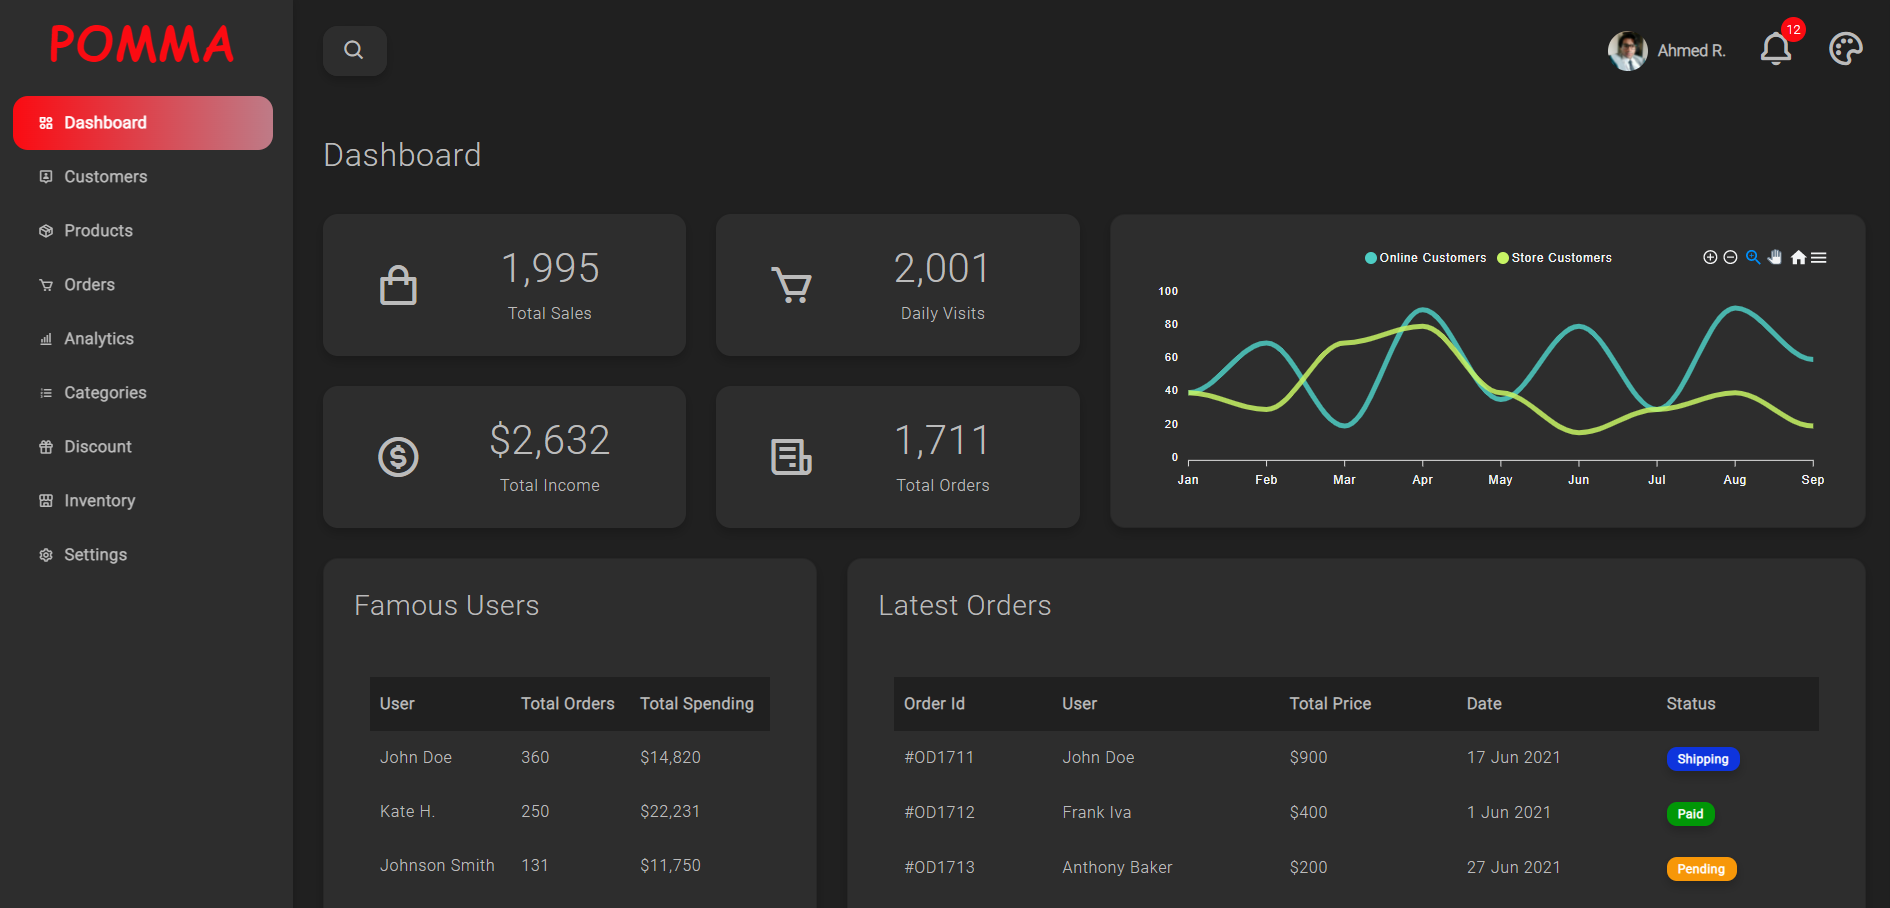 POMMA
Dashboard
Customers
Products
Orders
Analytics
Categories
Discount
Inventory
Settings
Ahmed R.
12
Dashboard
1,995
Total Sales
2,001
Daily Visits
$2,632
Total Income
1,711
Total Orders
Online Customers Store Customers
100
80
60
40
20
0
Jan Feb Mar Apr May Jun Jul Aug Sep
Famous Users
User Total Orders Total Spending
John Doe 360 $14,820
Kate H. 250 $22,231
Johnson Smith 131 $11,750
Latest Orders
Order Id User Total Price Date Status
#OD1711 John Doe $900 17 Jun 2021 Shipping
#OD1712 Frank Iva $400 1 Jun 2021 Paid
#OD1713 Anthony Baker $200 27 Jun 2021 Pending